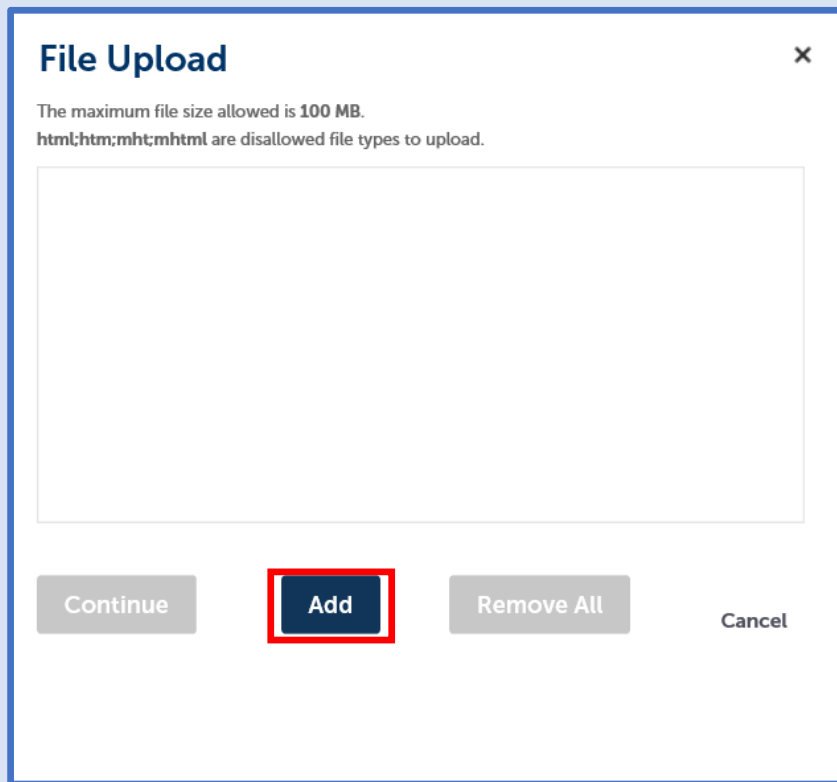 File Upload
×
The maximum file size allowed is 100 MB.
html;htm;mht;mhtml are disallowed file types to upload.
Continue
Add
Remove All
Cancel